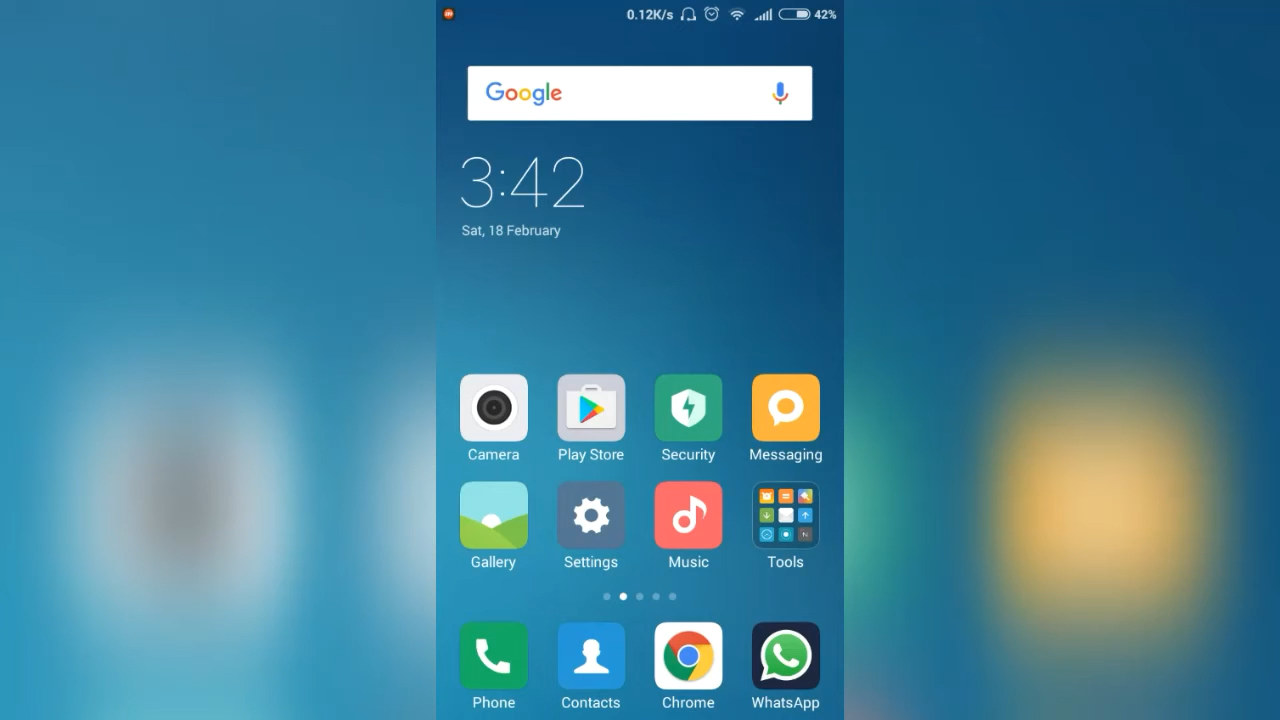 0.12K/s 42%
Google
3:42
Sat, 18 February
Camera Play Store Security Messaging
Gallery Settings Music Tools
Phone Contacts Chrome WhatsApp